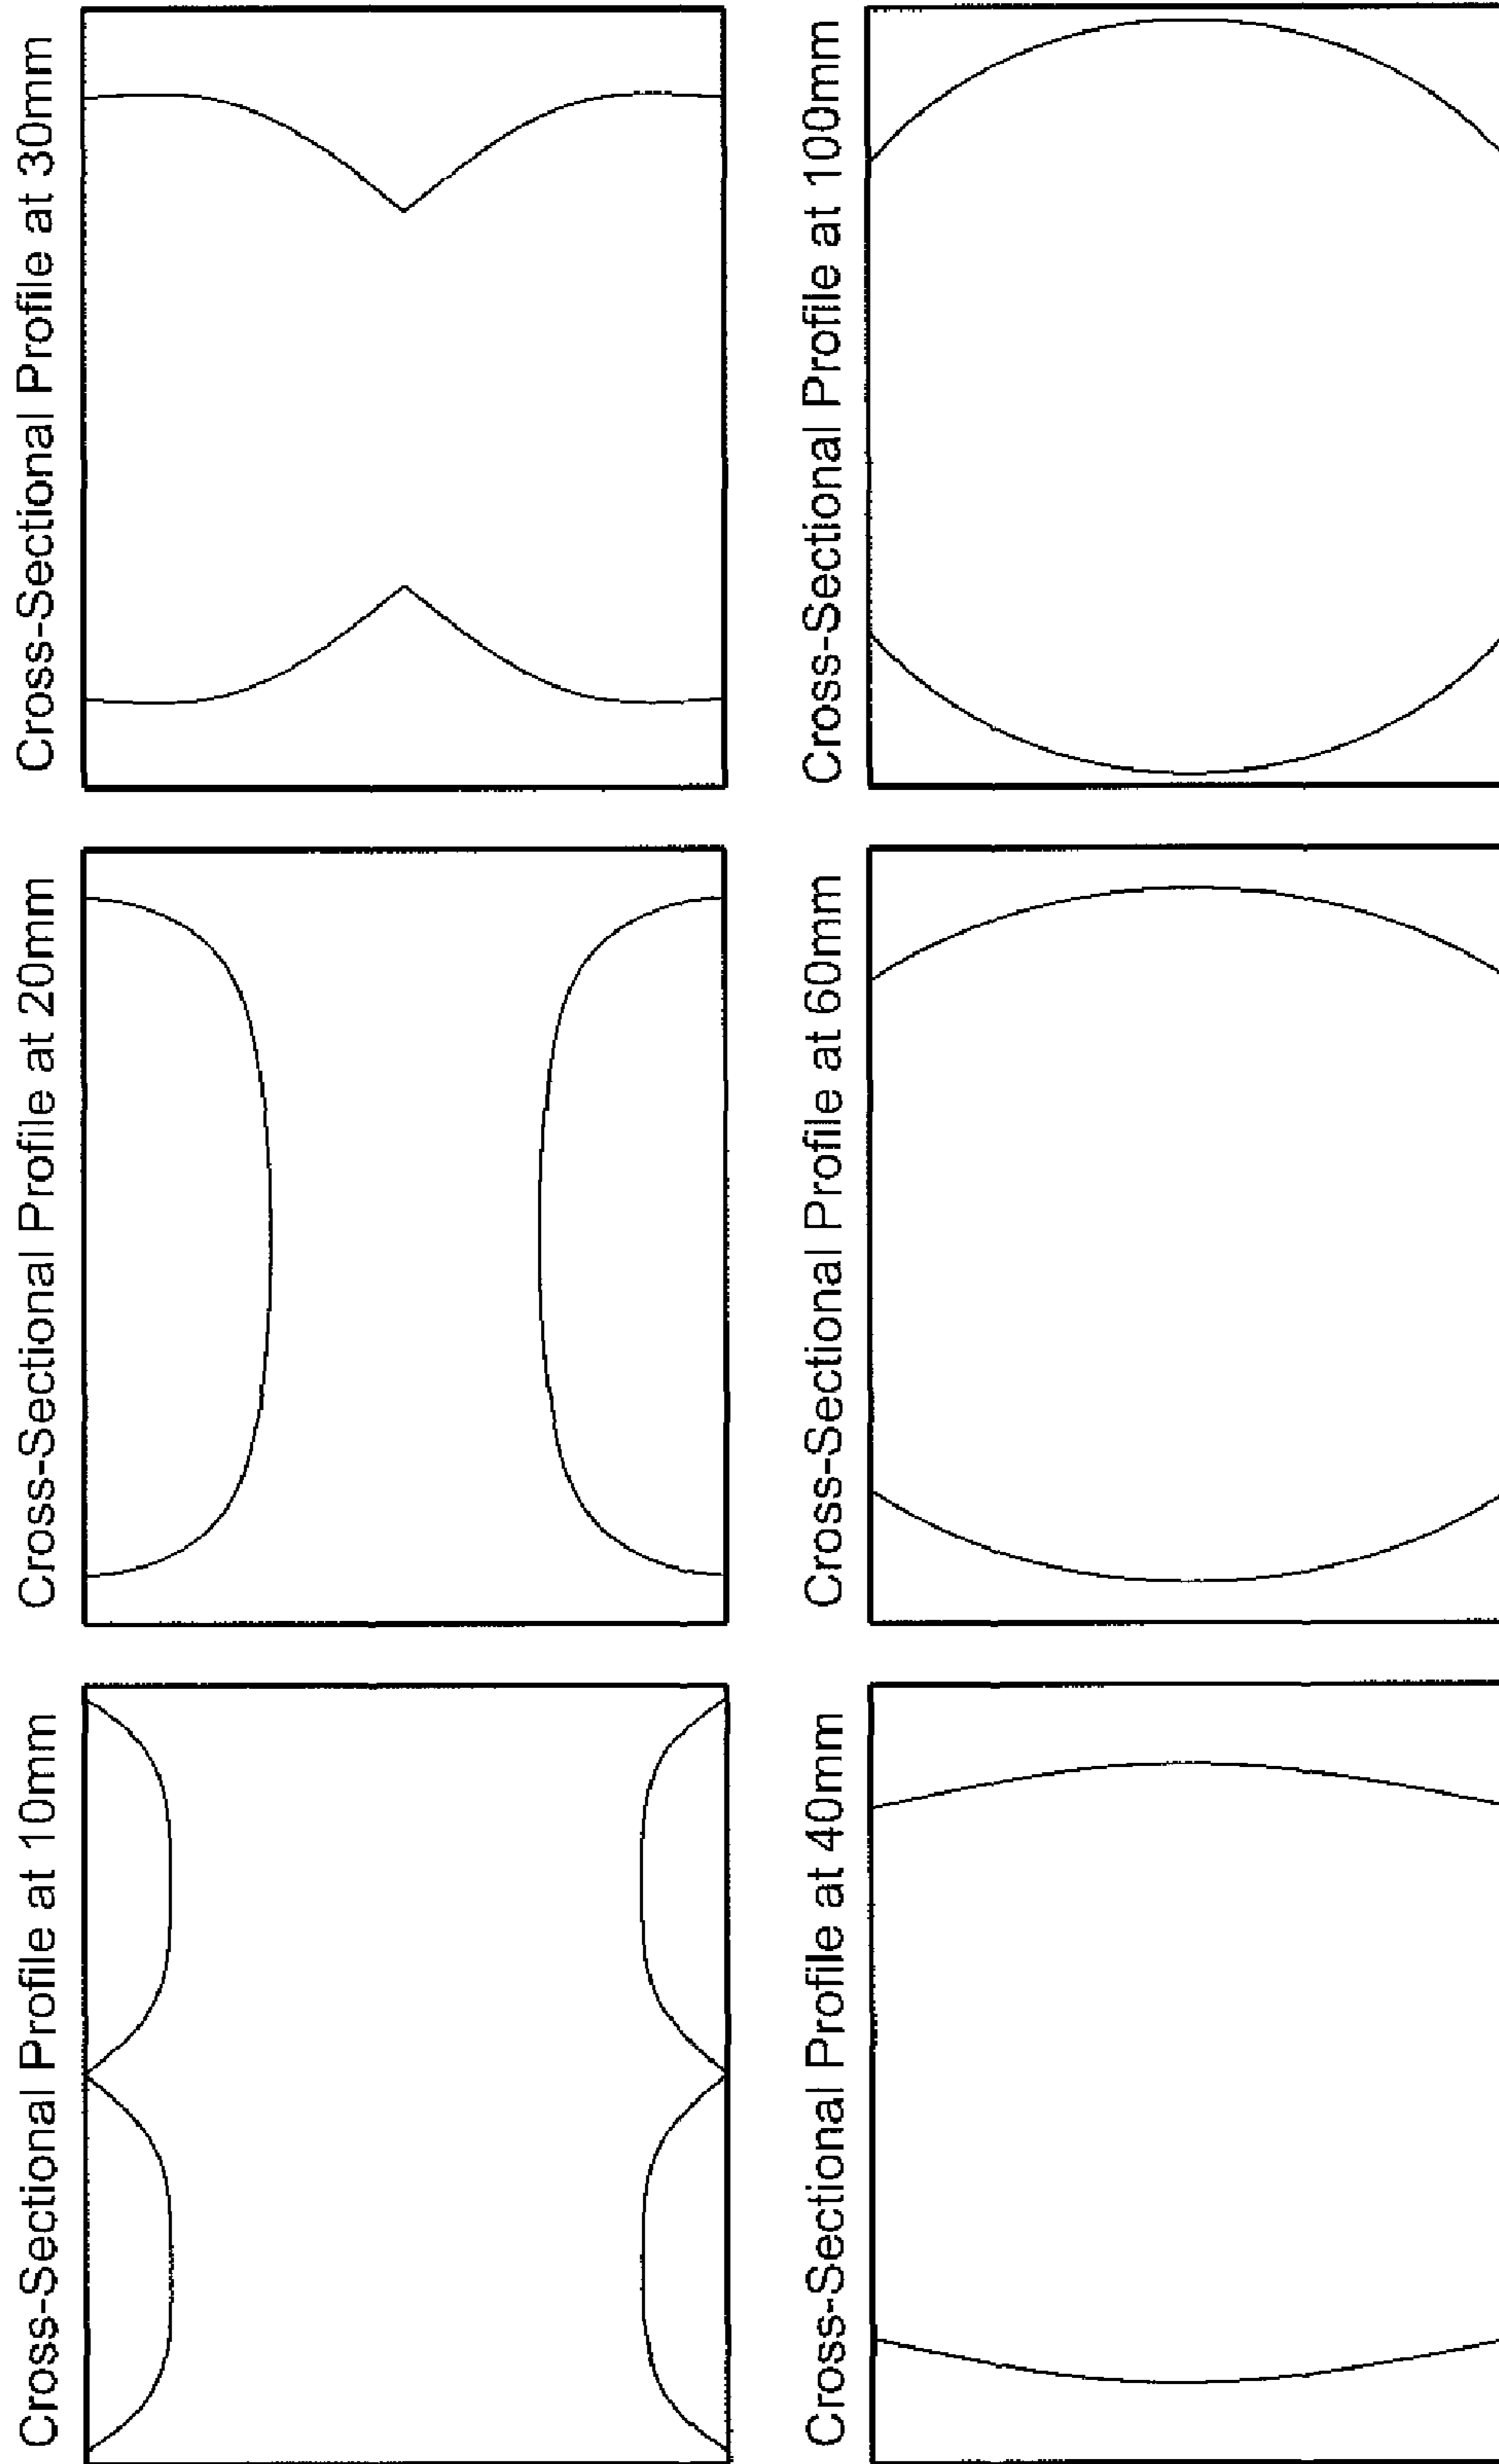 Cross-Sectional Profile at 10mm
Cross-Sectional Profile at 20mm
Cross-Sectional Profile at 30mm
Cross-Sectional Profile at 40mm
Cross-Sectional Profile at 60mm
Cross-Sectional Profile at 100mm